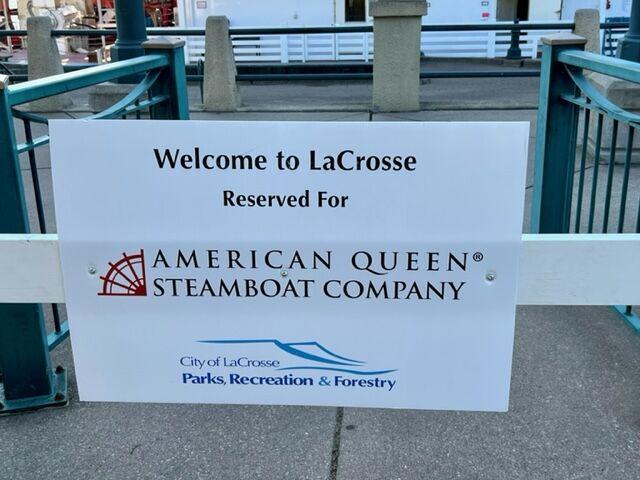 Welcome to LaCrosse
Reserved For
AMERICAN QUEEN®
STEAMBOAT COMPANY
City of LaCrosse
Parks, Recreation & Forestry